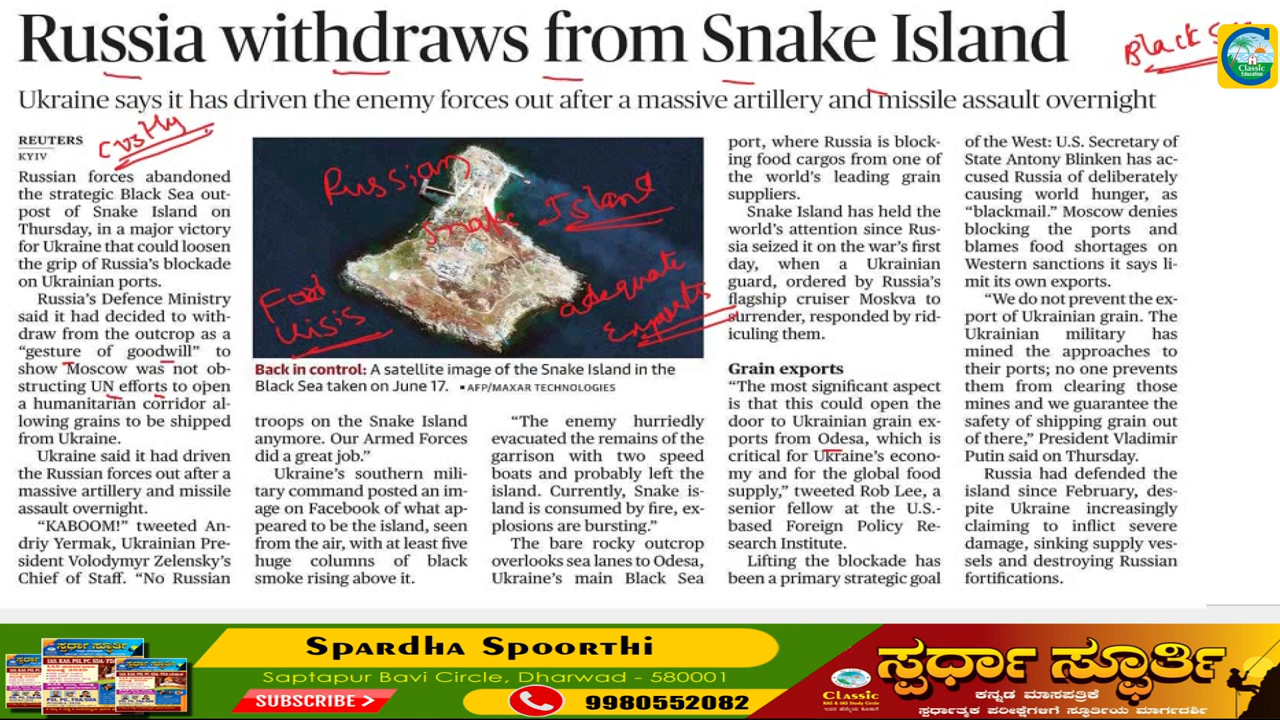 Russia withdraws from Snake Island
Black
Classic
Education
Ukraine says it has driven the enemy forces out after a massive artillery and missile assault overnight
REUTERS
KYIV
costly
Russian forces abandoned
the strategic Black Sea out-
post of Snake Island on
Thursday, in a major victory
for Ukraine that could loosen
the grip of Russia's blockade
on Ukrainian ports.
Russia's Defence Ministry
said it had decided to with-
draw from the outcrop as a
"gesture of goodwill" to
show Moscow was not ob-
structing UN efforts to open
a humanitarian corridor al-
lowing grains to be shipped
from Ukraine.
Ukraine said it had driven
the Russian forces out after a
massive artillery and missile
assault overnight.
"KABOOM!" tweeted An-
driy Yermak, Ukrainian Pre-
sident Volodymyr Zelensky's
Chief of Staff. "No Russian
Russian
Snake Island
Food
crisis
adequate
Exports
Back in control: A satellite image of the Snake Island in the
Black Sea taken on June 17. ▪AFP/MAXAR TECHNOLOGIES
troops on the Snake Island
anymore. Our Armed Forces
did a great job."
Ukraine's southern mili-
tary command posted an im-
age on Facebook of what ap-
peared to be the island, seen
from the air, with at least five
huge columns of black
smoke rising above it.
"The enemy hurriedly
evacuated the remains of the
garrison with two speed
boats and probably left the
island. Currently, Snake is-
land is consumed by fire, ex-
plosions are bursting."
The bare rocky outcrop
overlooks sea lanes to Odesa,
Ukraine's main Black Sea
port, where Russia is block-
ing food cargos from one of
the world's leading grain
suppliers.
Snake Island has held the
world's attention since Rus-
sia seized it on the war's first
day, when a Ukrainian
guard, ordered by Russia's
flagship cruiser Moskva to
surrender, responded by rid-
iculing them.
Grain exports
"The most significant aspect
is that this could open the
door to Ukrainian grain ex-
ports from Odesa, which is
critical for Ukraine's econo-
my and for the global food
supply," tweeted Rob Lee, a
senior fellow at the U.S.-
based Foreign Policy Re-
search Institute.
Lifting the blockade has
been a primary strategic goal
of the West: U.S. Secretary of
State Antony Blinken has ac-
cused Russia of deliberately
causing world hunger, as
"blackmail." Moscow denies
blocking the ports and
blames food shortages on
Western sanctions it says li-
mit its own exports.
"We do not prevent the ex-
port of Ukrainian grain. The
Ukrainian military has
mined the approaches to
their ports; no one prevents
them from clearing those
mines and we guarantee the
safety of shipping grain out
of there," President Vladimir
Putin said on Thursday.
Russia had defended the
island since February, des-
pite Ukraine increasingly
claiming to inflict severe
damage, sinking supply ves-
sels and destroying Russian
fortifications.
Spardha Spoorthi
Saptapur Bavi Circle, Dharwad - 580001
SUBSCRIBE >
9980552082
Classic
ಸ್ಪರ್ಧಾ ಸ್ಪೂರ್ತಿ
ಕನ್ನಡ ಮಾಸಪತ್ರಿಕೆ
ಸ್ಪರ್ಧಾತ್ಮಕ ಪರೀಕ್ಷೆಗಳಿಗೆ ಸ್ಪೂರ್ತಿಯ ಮಾರ್ಗದರ್ಶಿ